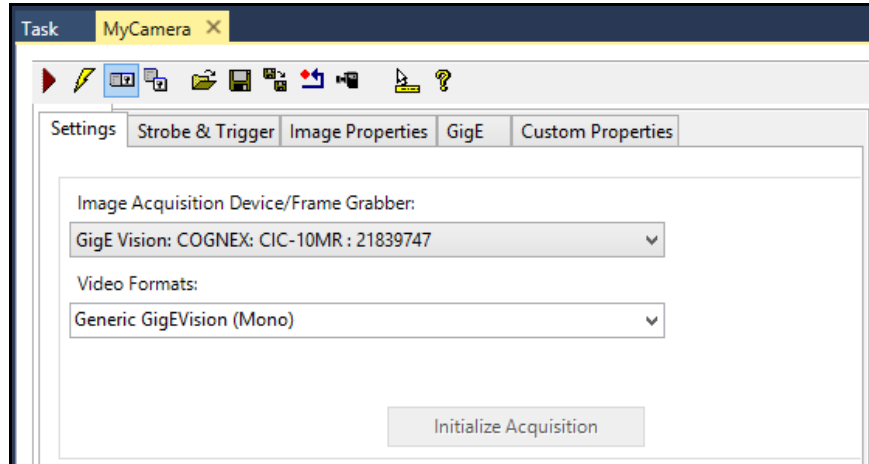 Task MyCamera
Settings Strobe & Trigger Image Properties GigE Custom Properties
Image Acquisition Device/Frame Grabber:
GigE Vision: COGNEX: CIC-10MR : 21839747
Video Formats:
Generic GigEVision (Mono)
Initialize Acquisition